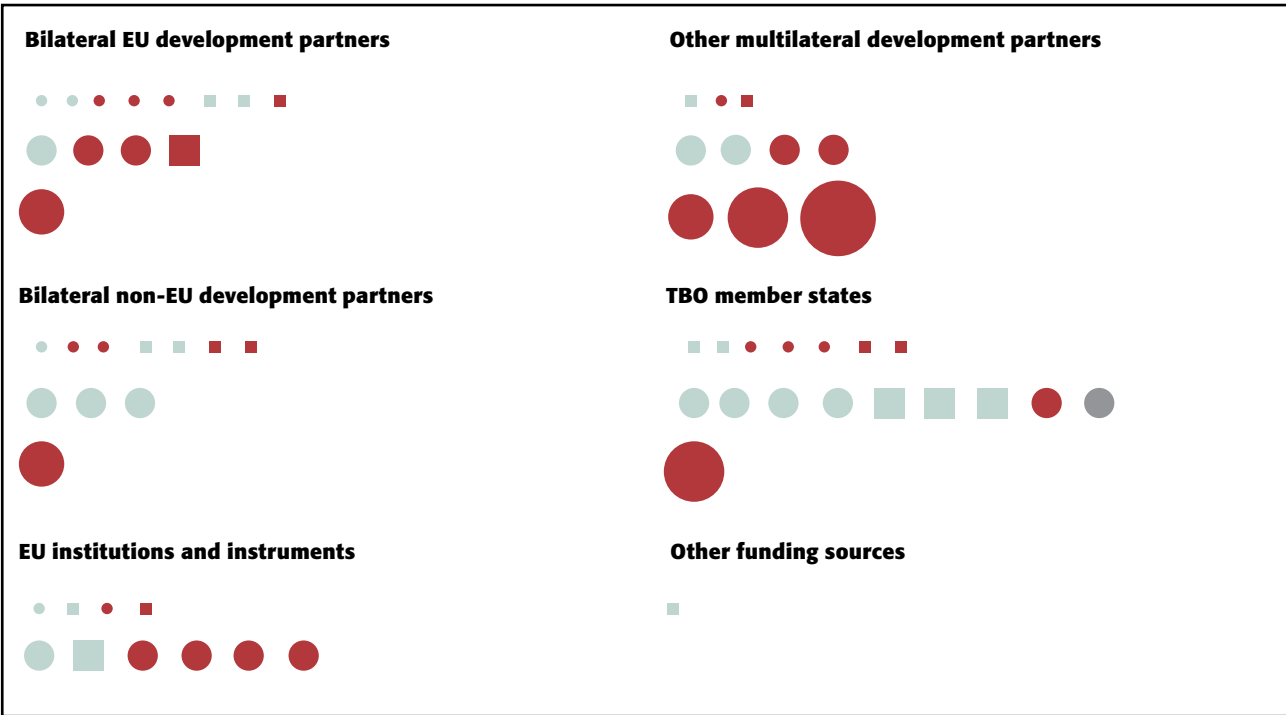 Bilateral EU development partners
Other multilateral development partners
Bilateral non-EU development partners
TBO member states
EU institutions and instruments
Other funding sources